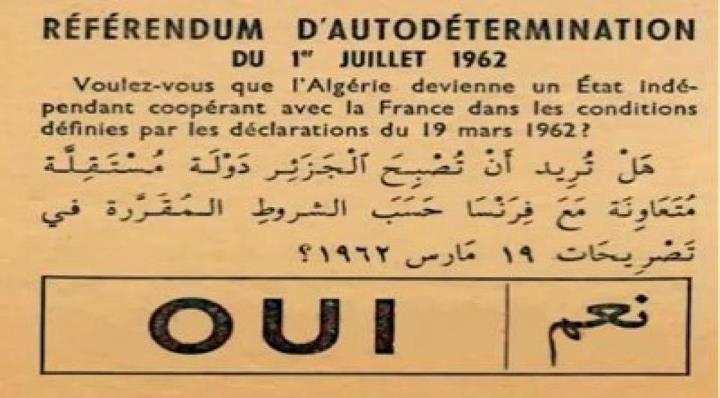 RÉFÉRENDUM D'AUTODÉTERMINATION
DU 1er JUILLET 1962
Voulez-vous que l'Algérie devienne un État indé-
pendant coopérant avec la France dans les conditions
définies par les déclarations du 19 mars 1962?
هَلْ تُرِيد أَنْ تُصْبِحَ ٱلْجَزَئِر دَوْلَة مُسْتَقِلَّة
مُتَعَاوِنَة مَعَ فِرَنْسَا حَسَبَ الشروطِ المُقَرَّرة في
تَصْرِيحَات ١٩ مَارس ١٩٦٢؟
OUI نعم